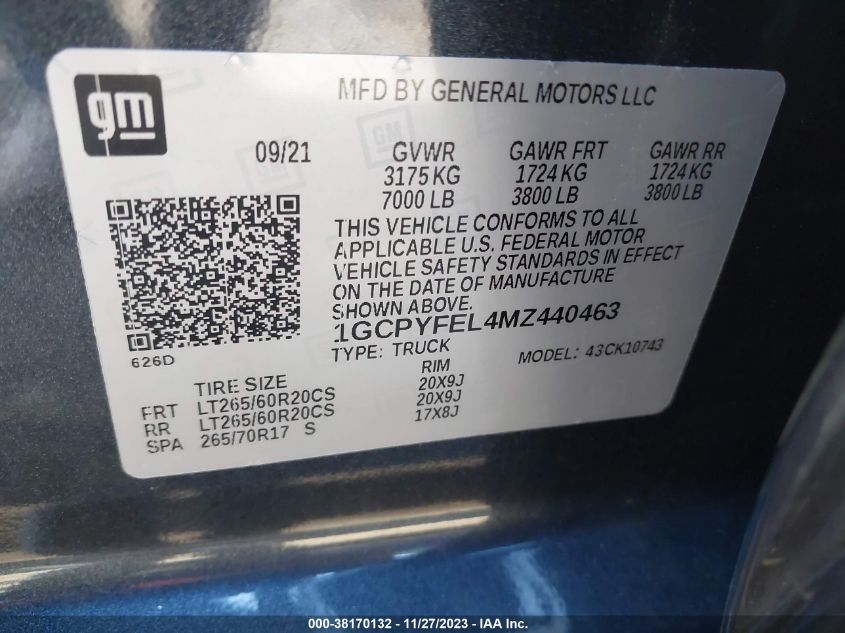 gm
MFD BY GENERAL MOTORS LLC
09/21 GVWR GAWR FRT GAWR RR
3175 KG 1724 KG 1724 KG
7000 LB 3800 LB 3800 LB
THIS VEHICLE CONFORMS TO ALL
APPLICABLE U.S. FEDERAL MOTOR
VEHICLE SAFETY STANDARDS IN EFFECT
ON THE DATE OF MANUFACTURE
SHOWN ABOVE.
1GCPYFEL4MZ440463
TYPE: TRUCK MODEL: 43CK10743
626D
TIRE SIZE RIM
FRT LT265/60R20CS 20X9J
RR LT265/60R20CS 20X9J
SPA 265/70R17 S 17X8J
000-38170132 - 11/27/2023 - IAA Inc.